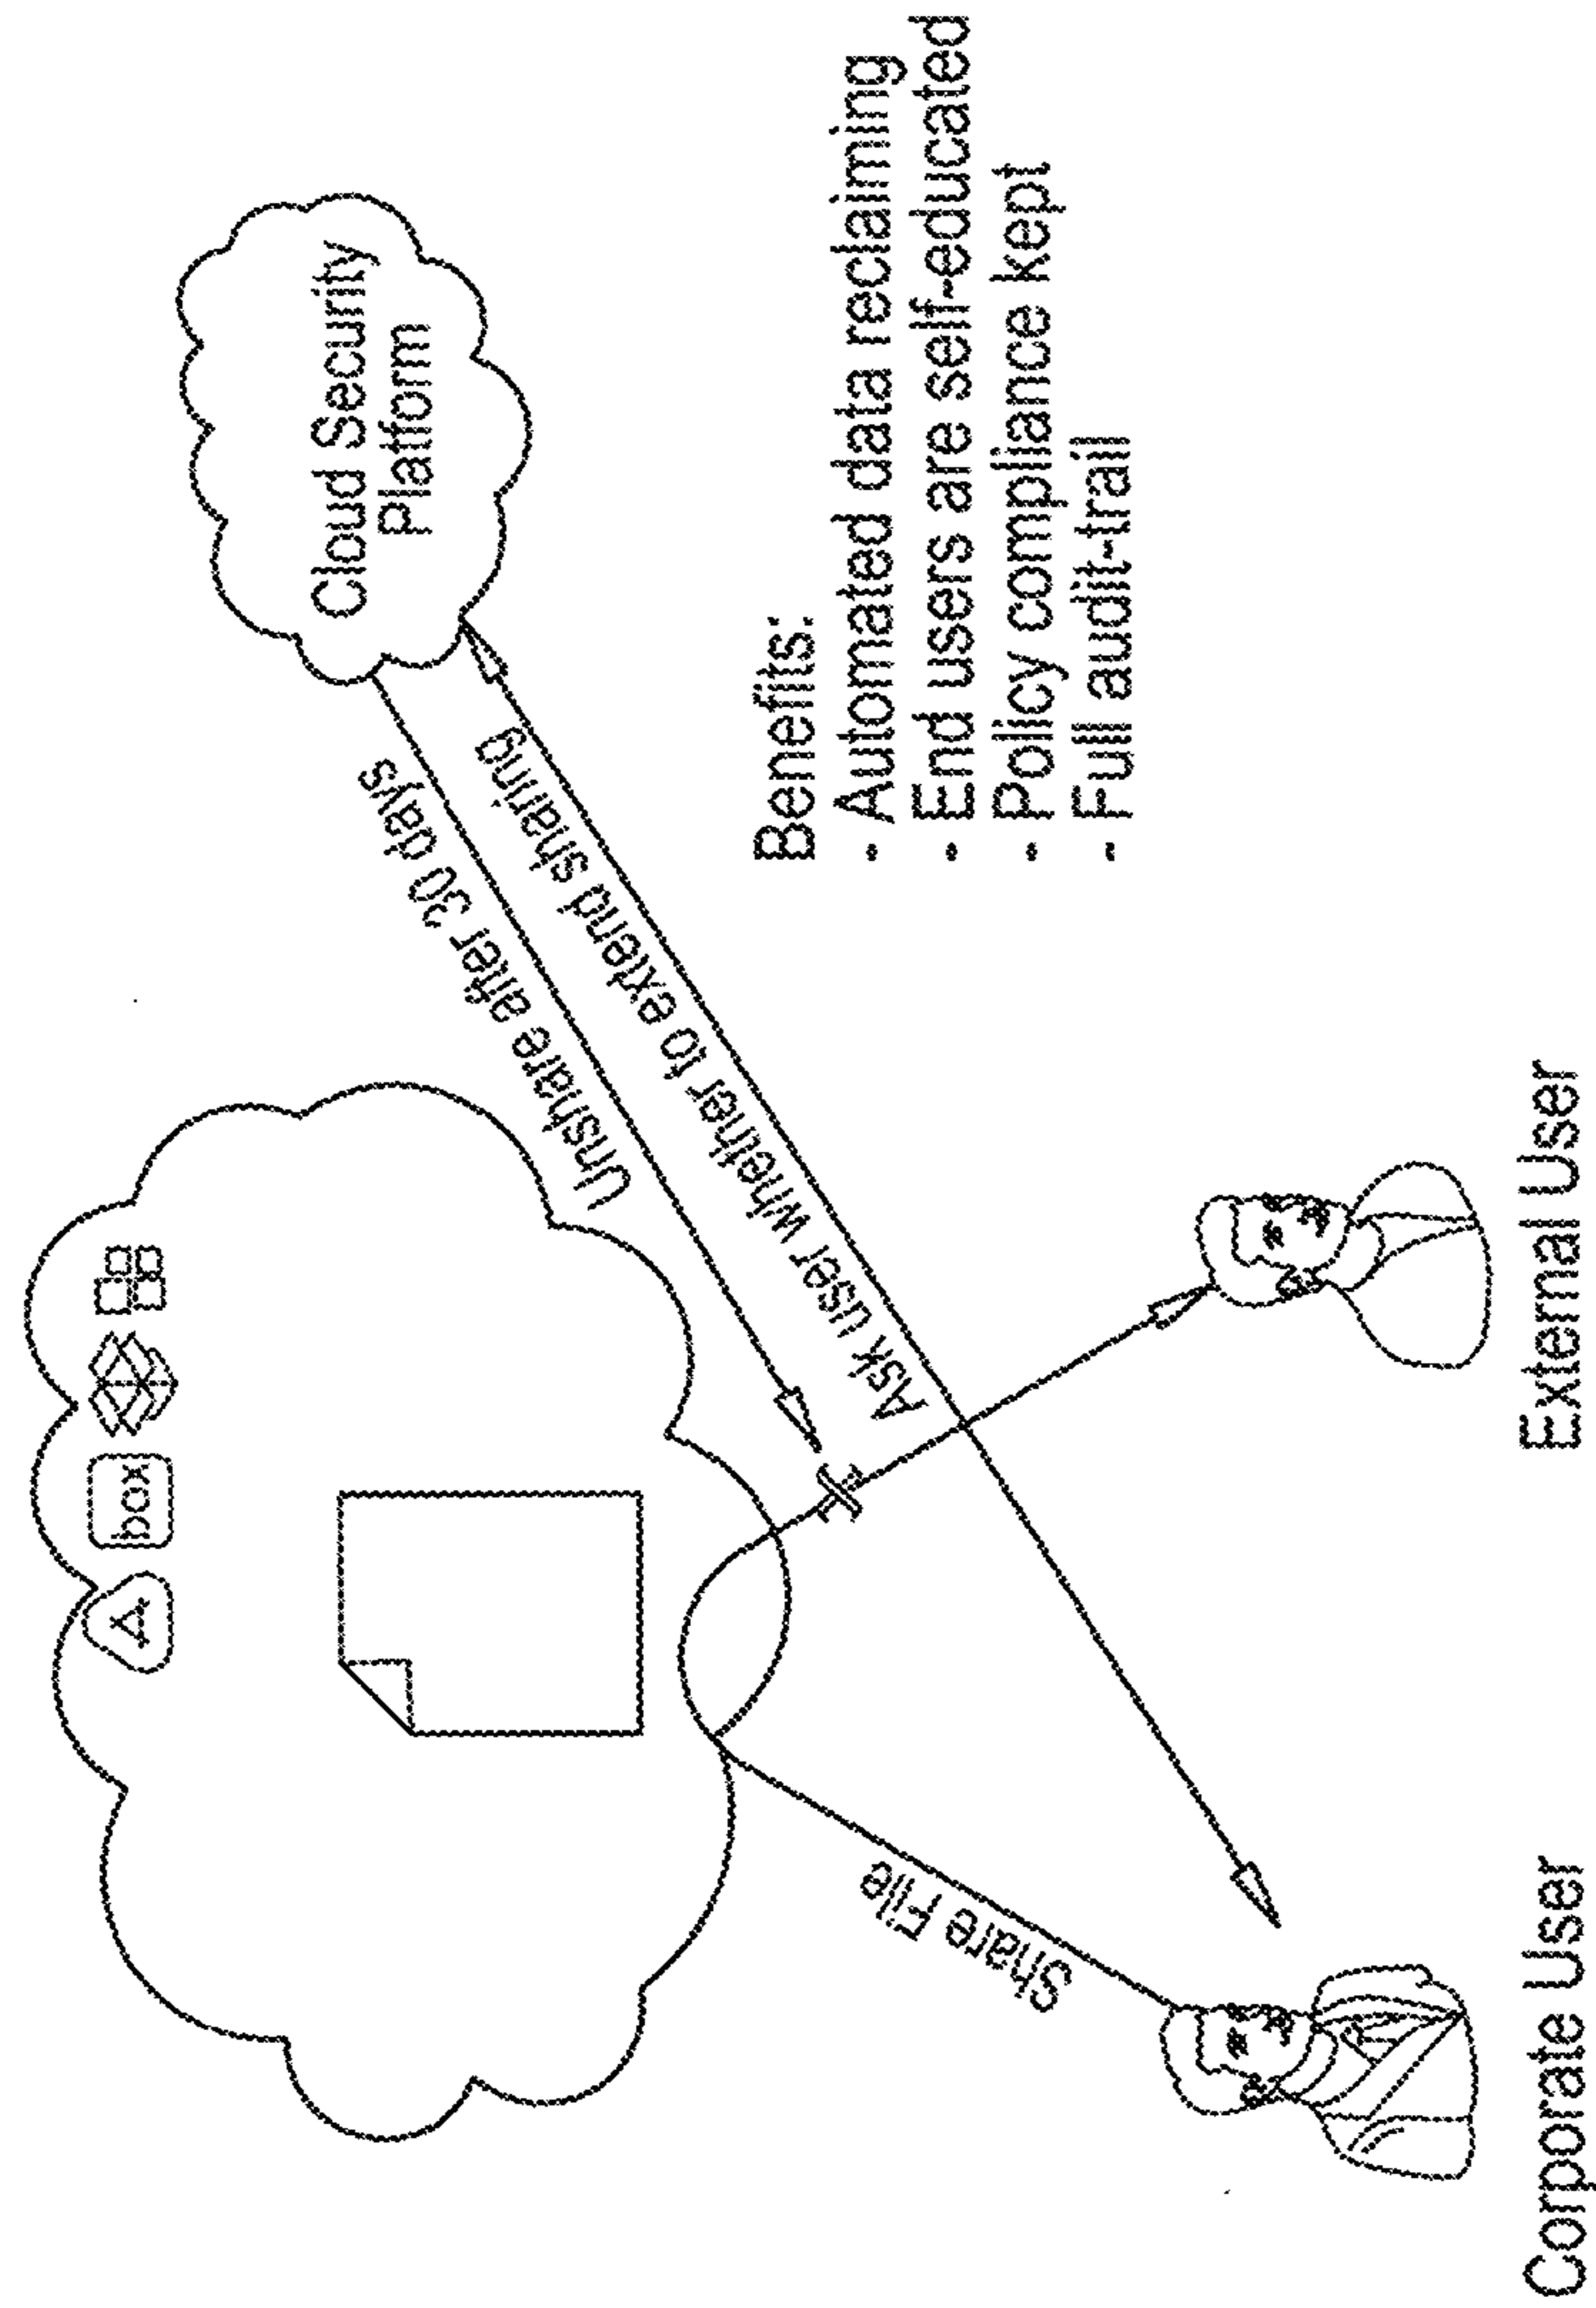 box
Cloud Security
Platform
Unshare after 30 days
Ask user whether to extend sharing
Share File
Benefits:
- Automated data reclaiming
- End users are self-educated
- Policy compliance kept
- Full audit-trail
Corporate User
External User